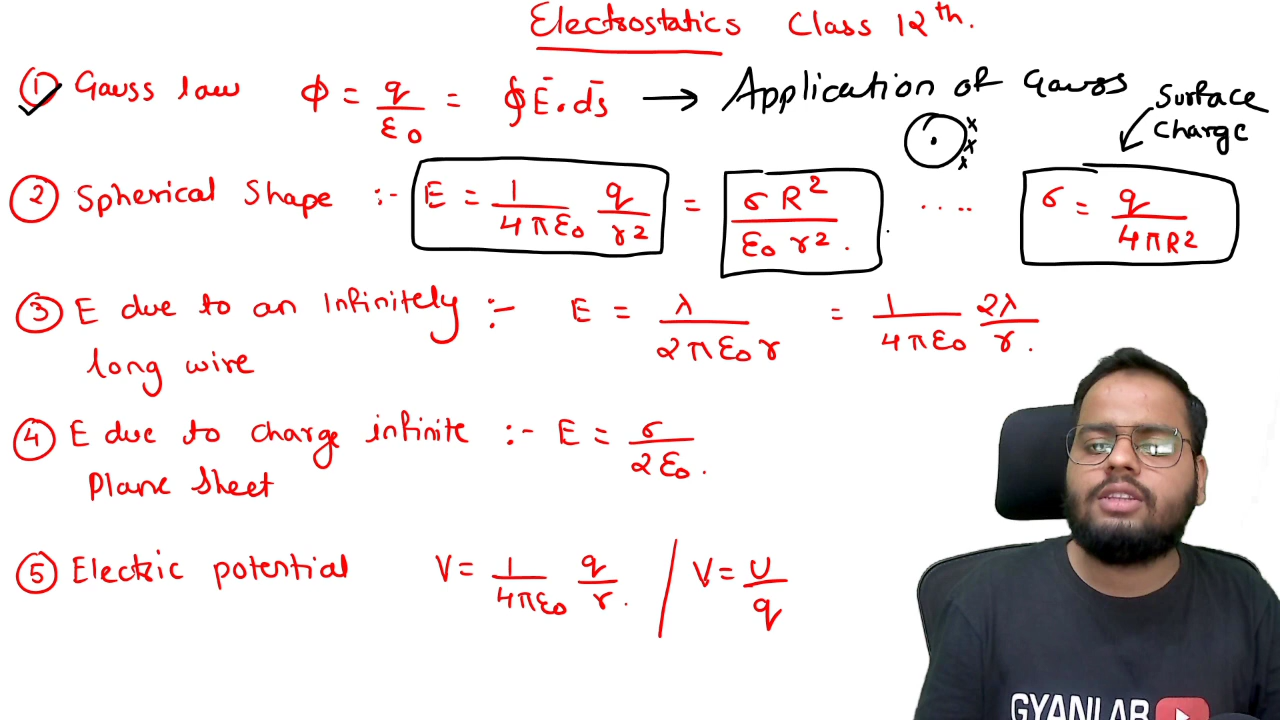 Electrostatics Class 12th.
① Gauss law ϕ = q/ε₀ = ∮E̅.ds̅ → Application of Gauss
Surface
charge
② Spherical Shape :- E = 1/4πε₀ q/r² = σR²/ε₀r². ..... σ = q/4πR²
③ E due to an Infinitely :- E = λ/2πε₀r = 1/4πε₀ 2λ/r.
long wire
④ E due to charge infinite :- E = σ/2ε₀.
Plane Sheet
⑤ Electric potential V = 1/4πε₀ q/r. / V = U/q
GYANLAB